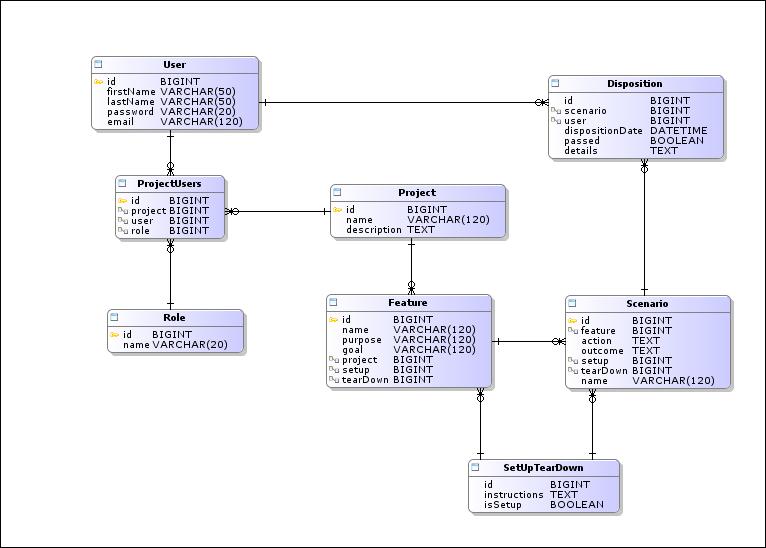 User
id BIGINT
firstName VARCHAR(50)
lastName VARCHAR(50)
password VARCHAR(20)
email VARCHAR(120)
Disposition
id BIGINT
scenario BIGINT
user BIGINT
dispositionDate DATETIME
passed BOOLEAN
details TEXT
ProjectUsers
id BIGINT
project BIGINT
user BIGINT
role BIGINT
Project
id BIGINT
name VARCHAR(120)
description TEXT
Role
id BIGINT
name VARCHAR(20)
Feature
id BIGINT
name VARCHAR(120)
purpose VARCHAR(120)
goal VARCHAR(120)
project BIGINT
setup BIGINT
tearDown BIGINT
Scenario
id BIGINT
feature BIGINT
action TEXT
outcome TEXT
setup BIGINT
tearDown BIGINT
name VARCHAR(120)
SetUpTearDown
id BIGINT
instructions TEXT
isSetup BOOLEAN